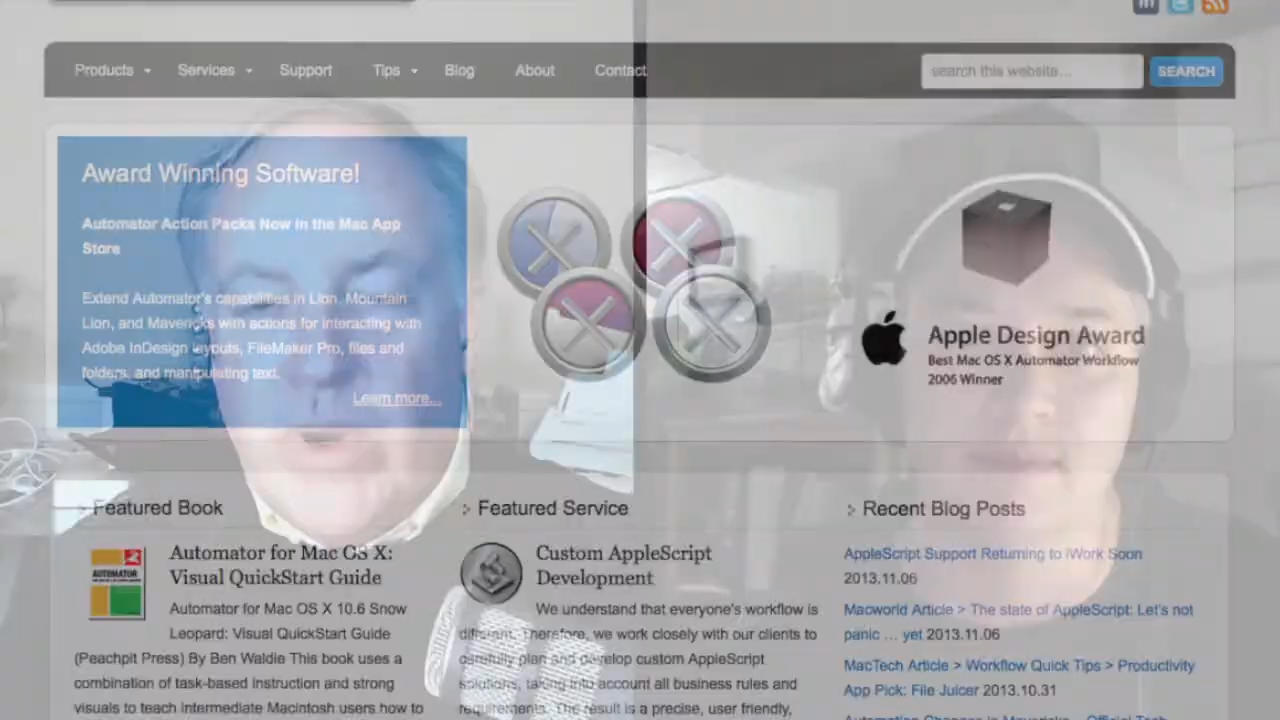 Products Services Support Tips Blog About Contact
search this website... SEARCH
Award Winning Software!
Automator Action Packs Now in the Mac App
Store
Extend Automator's capabilities in Lion, Mountain
Lion, and Mavericks with actions for interacting with
Adobe InDesign layouts, FileMaker Pro, files and
folders, and manipulating text.
Learn more...
Apple Design Award
Best Mac OS X Automator Workflow
2006 Winner
Featured Book
AUTOMATOR
Automator for Mac OS X:
Visual QuickStart Guide
Automator for Mac OS X 10.6 Snow
Leopard: Visual QuickStart Guide
(Peachpit Press) By Ben Waldie This book uses a
combination of task-based instruction and strong
visuals to teach intermediate Macintosh users how to
Featured Service
Custom AppleScript
Development
We understand that everyone's workflow is
different. Therefore, we work closely with our clients to
carefully plan and develop custom AppleScript
solutions, taking into account all business rules and
requirements. The result is a precise, user friendly,
Recent Blog Posts
AppleScript Support Returning to iWork Soon
2013.11.06
Macworld Article > The state of AppleScript: Let's not
panic ... yet 2013.11.06
MacTech Article > Workflow Quick Tips > Productivity
App Pick: File Juicer 2013.10.31
Automation Changes in Mavericks – Official Tech